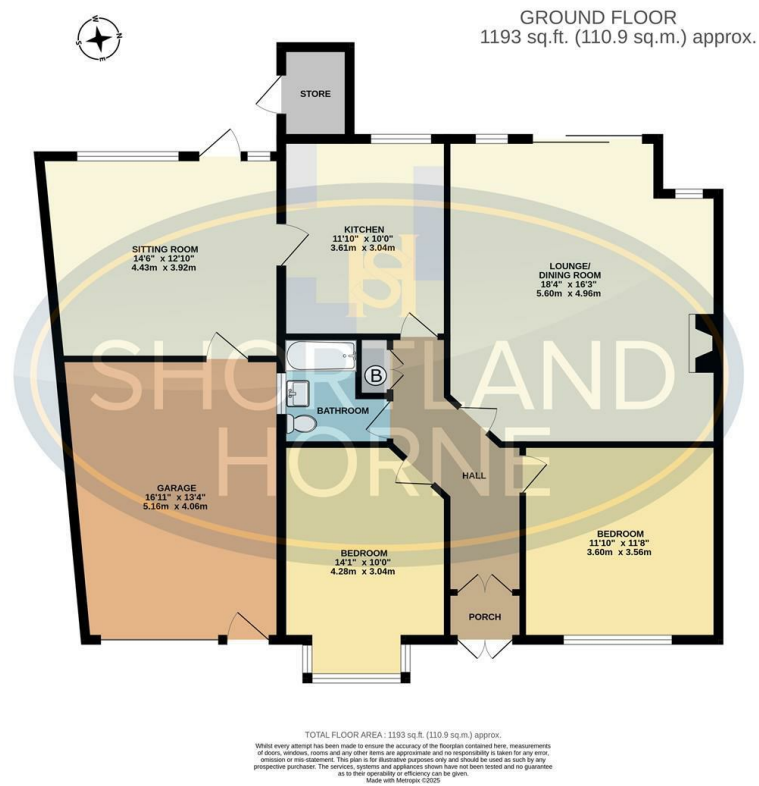 GROUND FLOOR
1193 sq.ft. (110.9 sq.m.) approx.
W
N
S
E
STORE
SITTING ROOM
14'6" x 12'10"
4.43m x 3.92m
KITCHEN
11'10" x 10'0"
3.61m x 3.04m
LOUNGE/
DINING ROOM
18'4" x 16'3"
5.60m x 4.96m
SH
SHORTLAND
HORNE
B
BATHROOM
HALL
GARAGE
16'11" x 13'4"
5.16m x 4.06m
BEDROOM
14'1" x 10'0"
4.28m x 3.04m
BEDROOM
11'10" x 11'8"
3.60m x 3.56m
PORCH
TOTAL FLOOR AREA : 1193 sq.ft. (110.9 sq.m.) approx.
Whilst every attempt has been made to ensure the accuracy of the floorplan contained here, measurements
of doors, windows, rooms and any other items are approximate and no responsibility is taken for any error,
omission or mis-statement. This plan is for illustrative purposes only and should be used as such by any
prospective purchaser. The services, systems and appliances shown have not been tested and no guarantee
as to their operability or efficiency can be given.
Made with Metropix ©2025